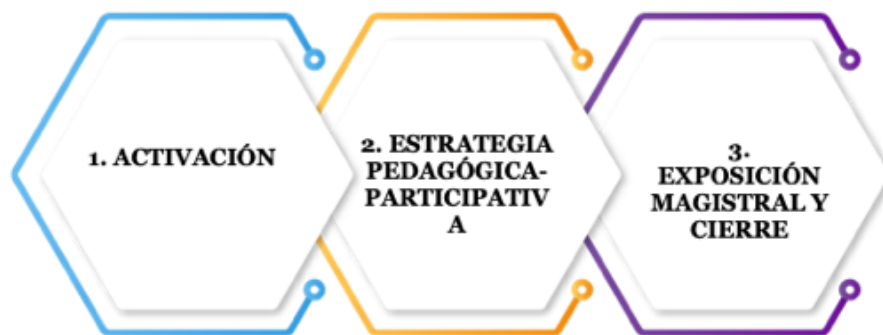 1. ACTIVACIÓN
2. ESTRATEGIA
PEDAGÓGICA-
PARTICIPATIV
A
3.
EXPOSICIÓN
MAGISTRAL Y
CIERRE